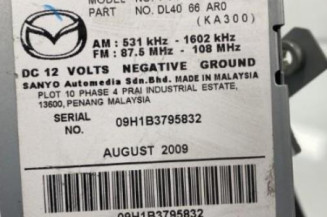 MODEL NO.
PART NO. DL40 66 AR0
(KA300)
AM : 531 kHz - 1602 kHz
FM : 87.5 MHz - 108 MHz
DC 12 VOLTS NEGATIVE GROUND
SANYO Automedia Sdn.Bhd. MADE IN MALAYSIA
PLOT 10 PHASE 4 PRAI INDUSTRIAL ESTATE,
13600, PENANG MALAYSIA
SERIAL NO. 09H1B3795832
AUGUST 2009
09H1B3795832